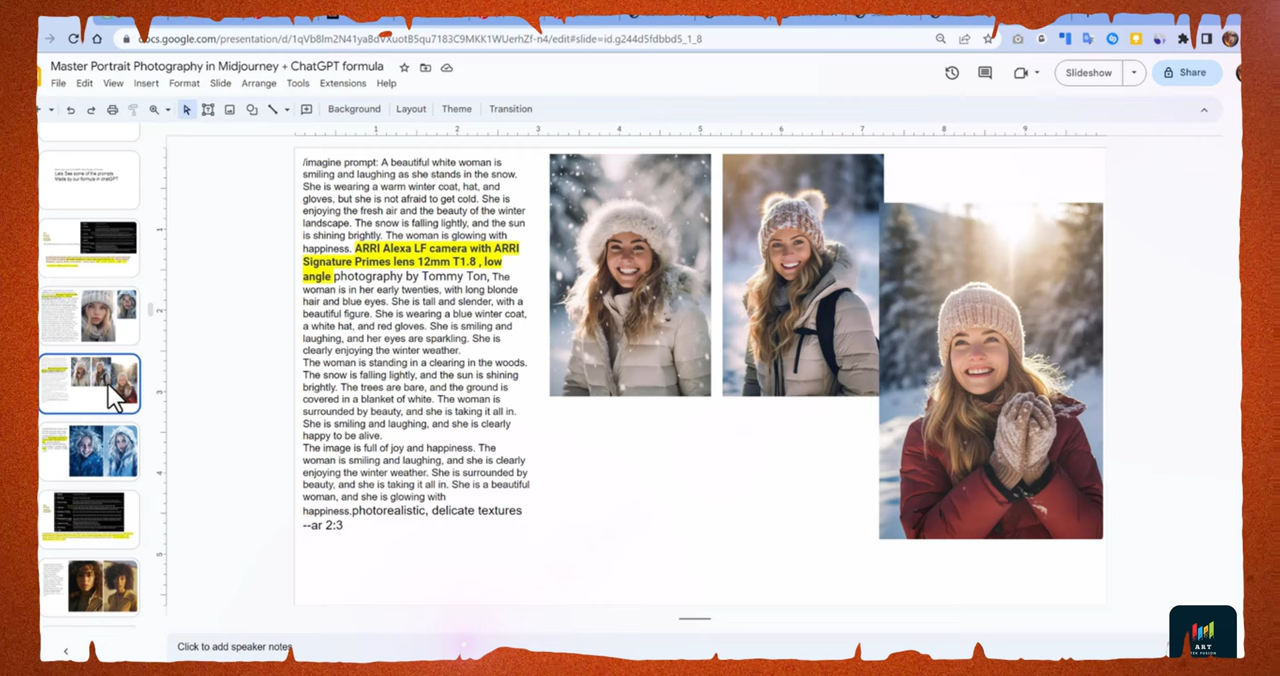 docs.google.com/presentation/d/1qVb8lm2N41ya8dVXuotB5qu7183C9MKK1WUerhZf-n4/edit#slide=id.g244d5fdbbd5_1_8
Master Portrait Photography in Midjourney + ChatGPT formula
Slideshow
Share
File Edit View Insert Format Slide Arrange Tools Extensions Help
Background Layout Theme Transition
1 2 3 4 5 6 7 8 9
Lets See some of the prompts
Made by our formula in chatGPT
/imagine prompt: A beautiful white woman is
smiling and laughing as she stands in the snow.
She is wearing a warm winter coat, hat, and
gloves, but she is not afraid to get cold. She is
enjoying the fresh air and the beauty of the winter
landscape. The snow is falling lightly, and the sun
is shining brightly. The woman is glowing with
happiness. ARRI Alexa LF camera with ARRI
Signature Primes lens 12mm T1.8 , low
angle photography by Tommy Ton, The
woman is in her early twenties, with long blonde
hair and blue eyes. She is tall and slender, with a
beautiful figure. She is wearing a blue winter coat,
a white hat, and red gloves. She is smiling and
laughing, and her eyes are sparkling. She is
clearly enjoying the winter weather.
The woman is standing in a clearing in the woods.
The snow is falling lightly, and the sun is shining
brightly. The trees are bare, and the ground is
covered in a blanket of white. The woman is
surrounded by beauty, and she is taking it all in.
She is smiling and laughing, and she is clearly
happy to be alive.
The image is full of joy and happiness. The
woman is smiling and laughing, and she is clearly
enjoying the winter weather. She is surrounded by
beauty, and she is taking it all in. She is a beautiful
woman, and she is glowing with
happiness.photorealistic, delicate textures
--ar 2:3
1
2
3
4
5
Click to add speaker notes
ART